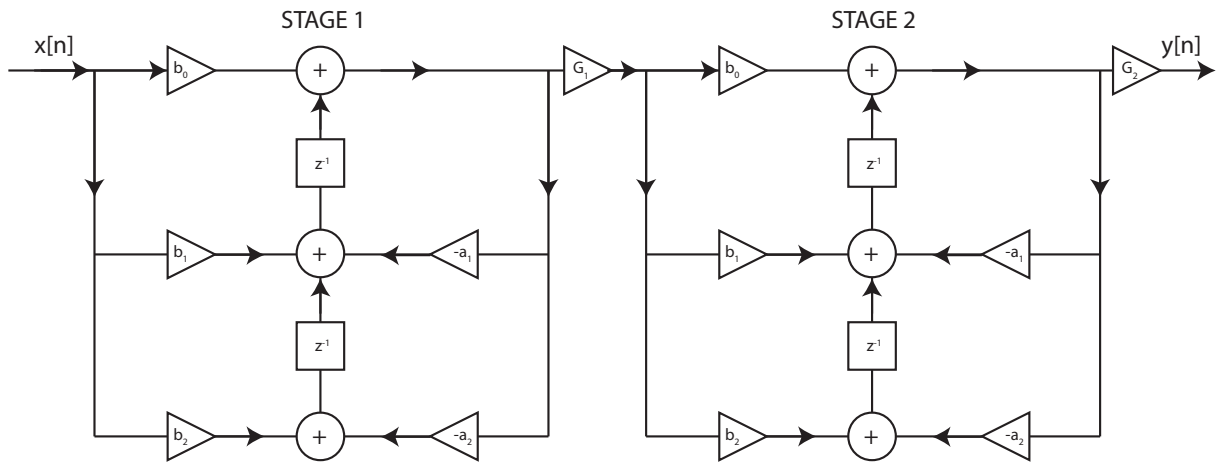 STAGE 1
STAGE 2
x[n]
y[n]
b₀
+
G₁
b₀
+
G₂
z⁻¹
z⁻¹
b₁
+
-a₁
b₁
+
-a₁
z⁻¹
z⁻¹
b₂
+
-a₂
b₂
+
-a₂